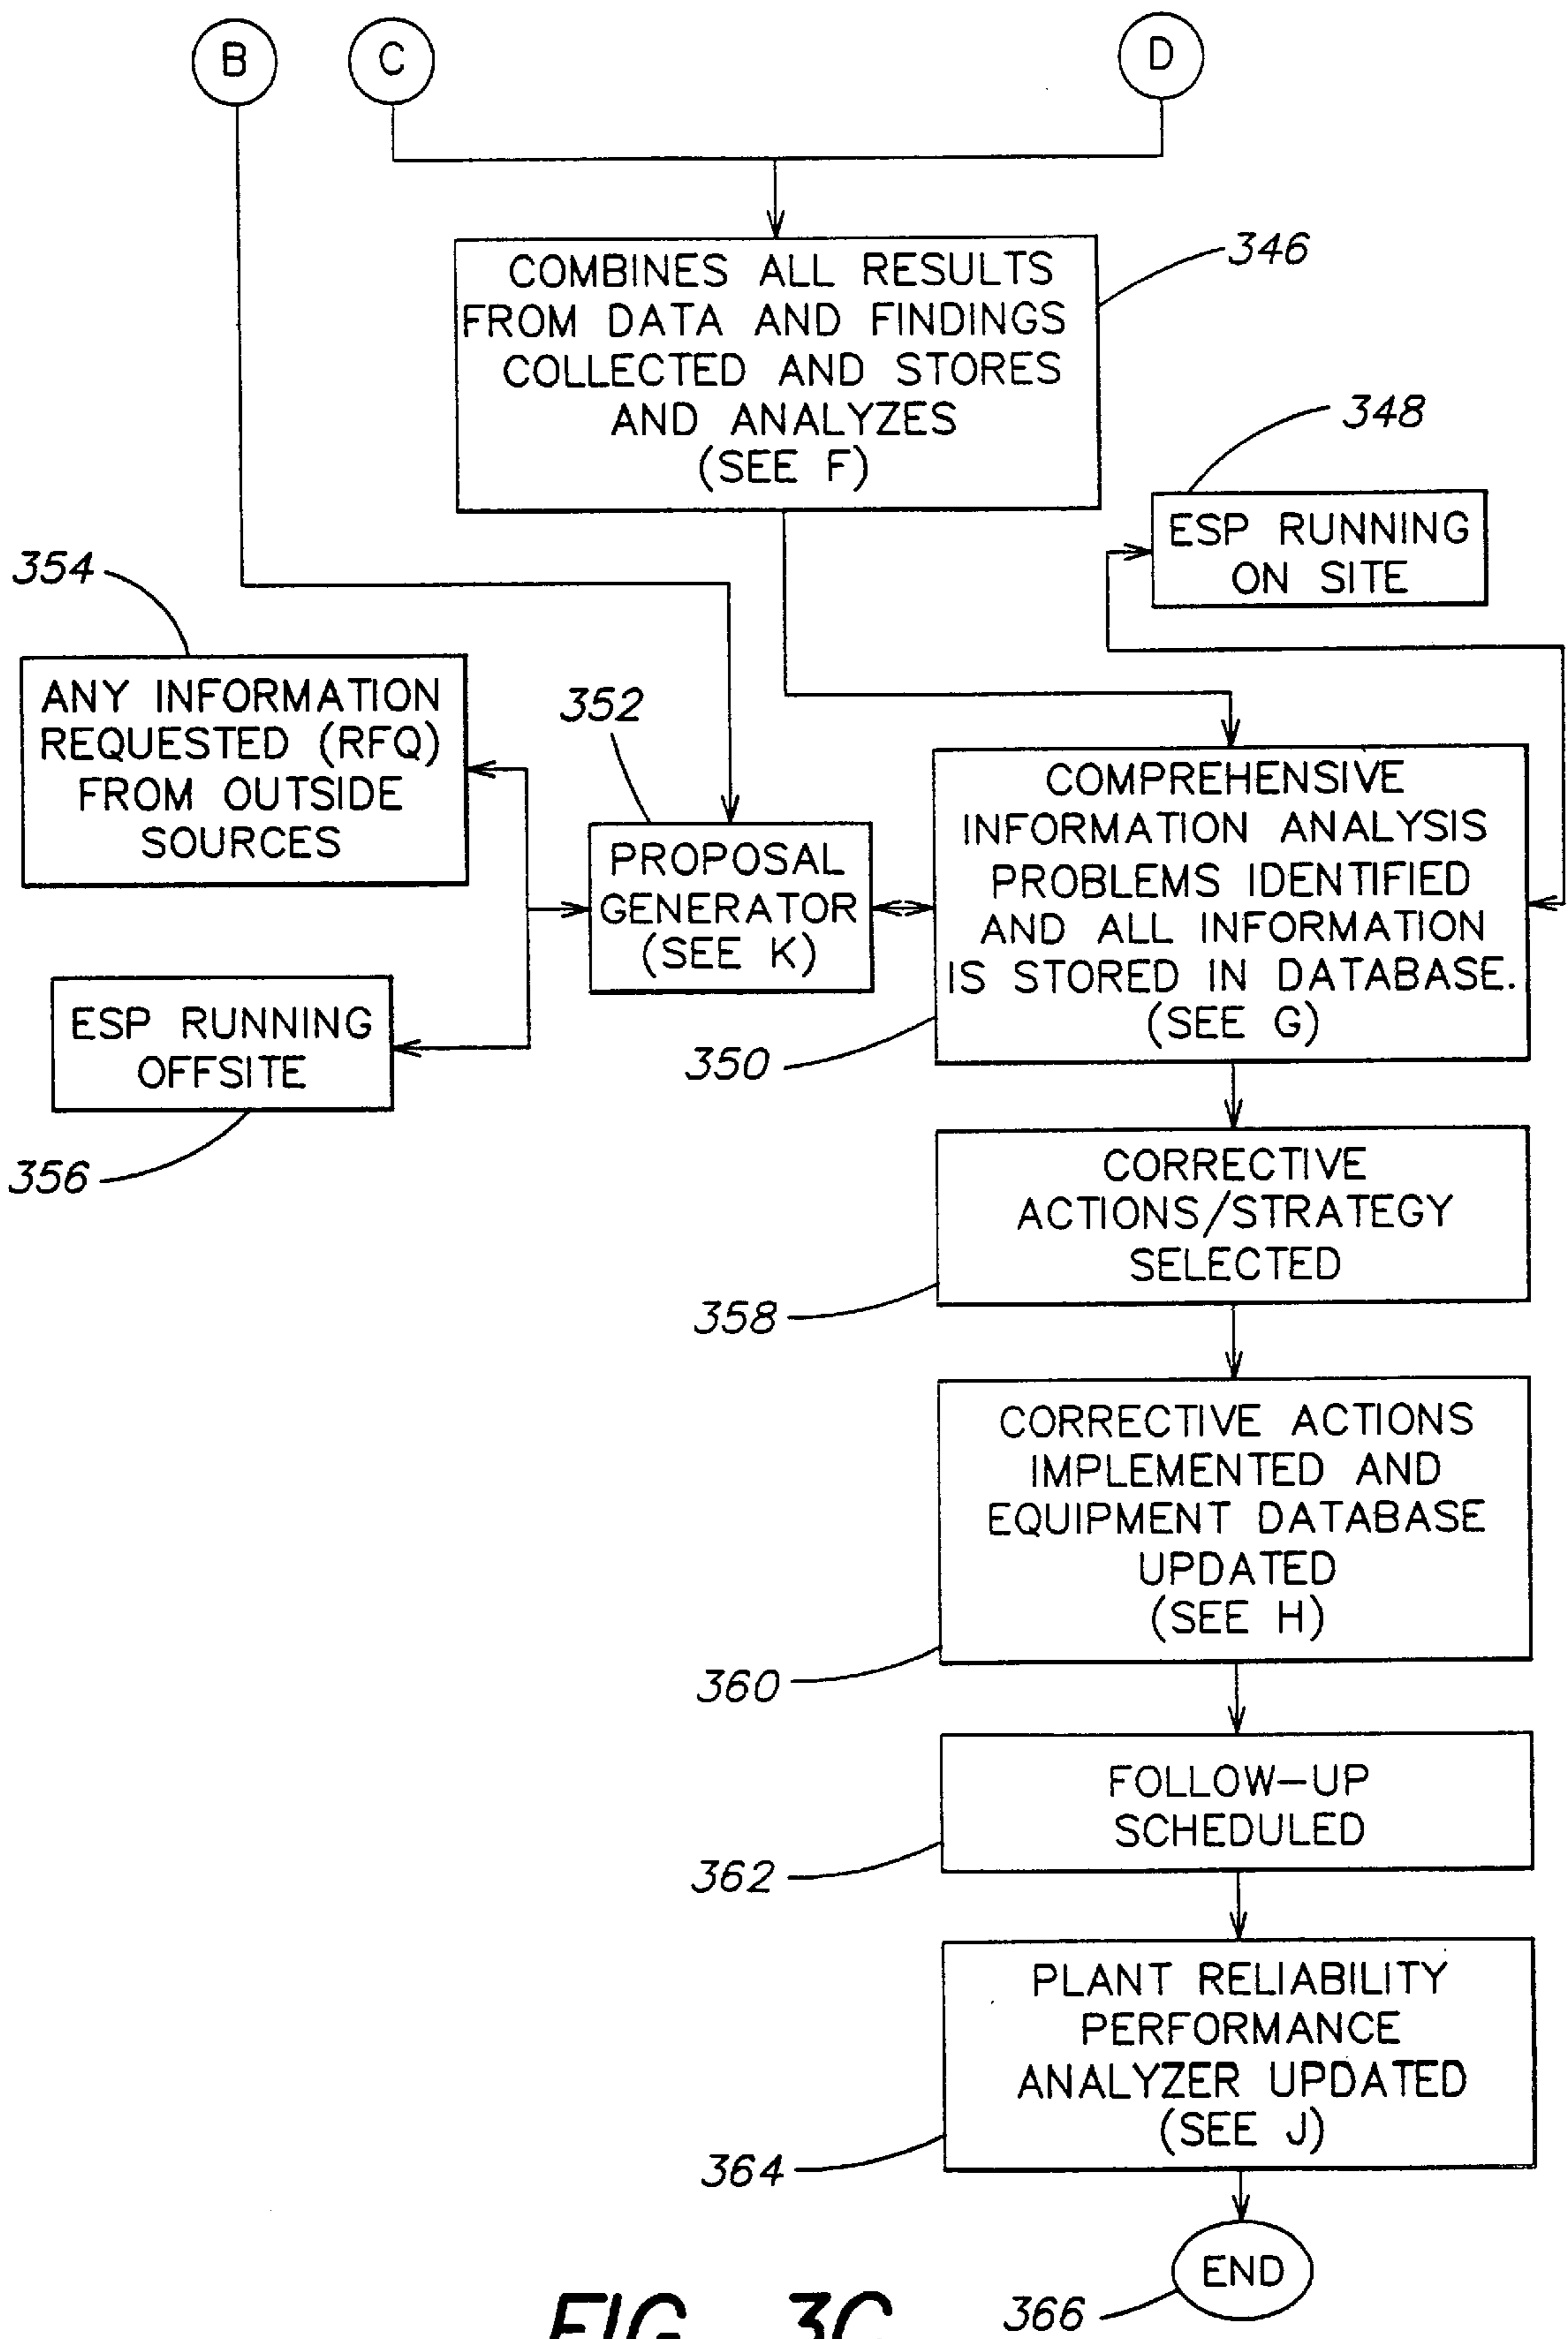 B
C
D
COMBINES ALL RESULTS
FROM DATA AND FINDINGS
COLLECTED AND STORES
AND ANALYZES
(SEE F)
346
348
ESP RUNNING
ON SITE
354
ANY INFORMATION
REQUESTED (RFQ)
FROM OUTSIDE
SOURCES
352
PROPOSAL
GENERATOR
(SEE K)
COMPREHENSIVE
INFORMATION ANALYSIS
PROBLEMS IDENTIFIED
AND ALL INFORMATION
IS STORED IN DATABASE.
(SEE G)
350
ESP RUNNING
OFFSITE
356
CORRECTIVE
ACTIONS/STRATEGY
SELECTED
358
CORRECTIVE ACTIONS
IMPLEMENTED AND
EQUIPMENT DATABASE
UPDATED
(SEE H)
360
FOLLOW-UP
SCHEDULED
362
PLANT RELIABILITY
PERFORMANCE
ANALYZER UPDATED
(SEE J)
364
END
366
FIG. 3C